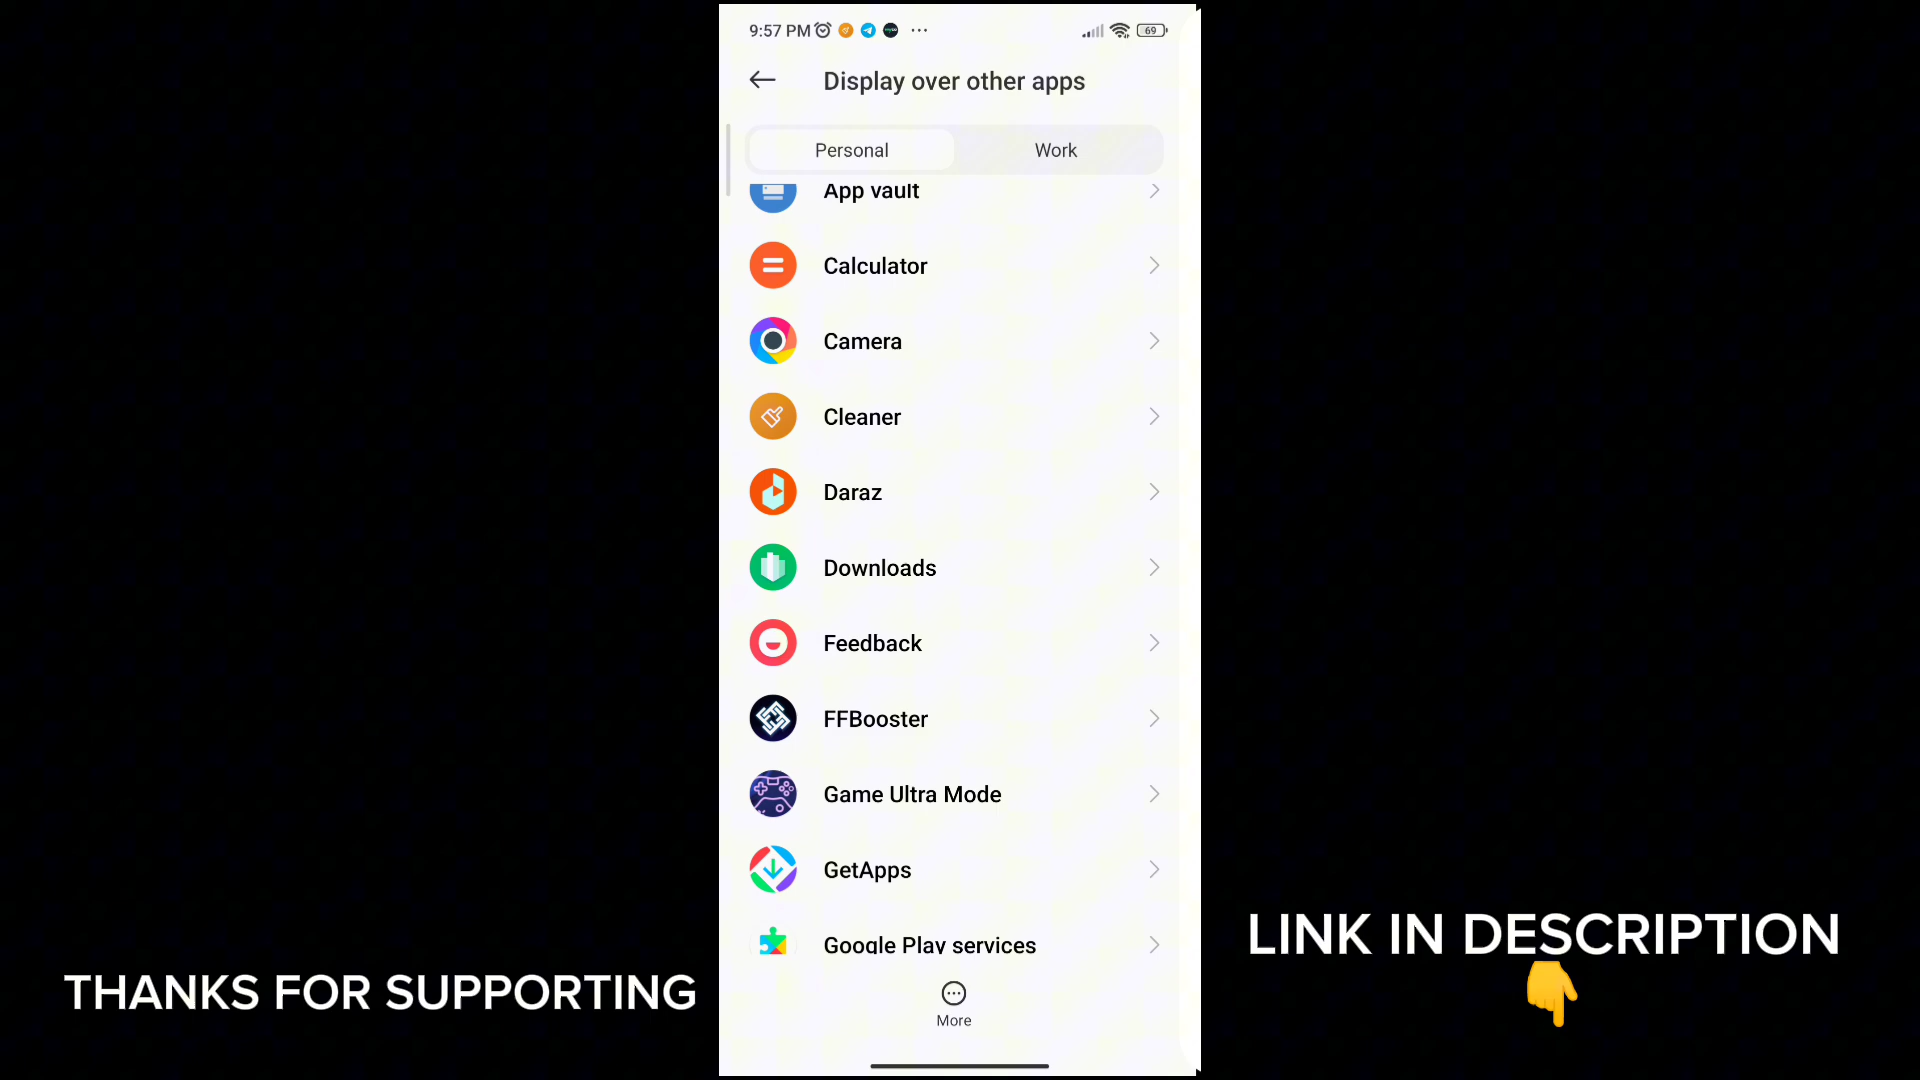 9:57 PM
69
Display over other apps
Personal
Work
App vault
Calculator
Camera
Cleaner
Daraz
Downloads
Feedback
FFBooster
Game Ultra Mode
GetApps
Google Play services
More
THANKS FOR SUPPORTING
LINK IN DESCRIPTION